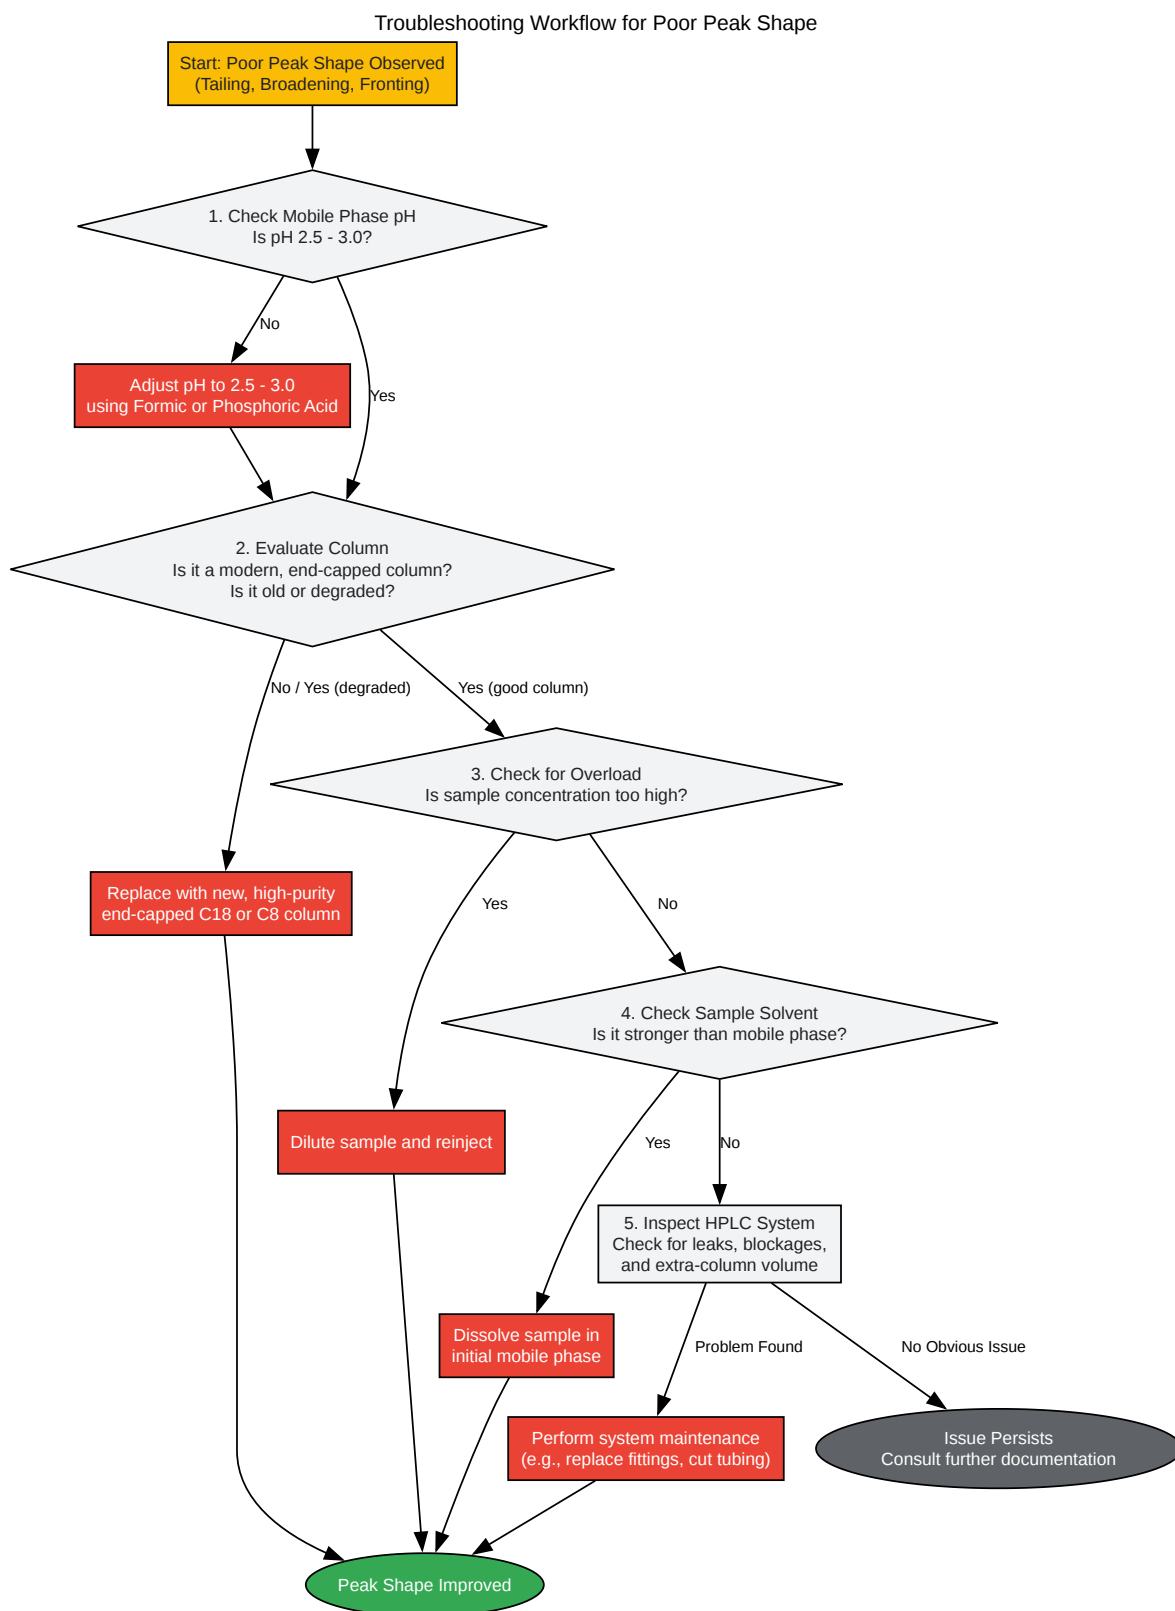 Troubleshooting Workflow for Poor Peak Shape
Start: Poor Peak Shape Observed
(Tailing, Broadening, Fronting)
1. Check Mobile Phase pH
Is pH 2.5 - 3.0?
No
Yes
Adjust pH to 2.5 - 3.0
using Formic or Phosphoric Acid
2. Evaluate Column
Is it a modern, end-capped column?
Is it old or degraded?
No / Yes (degraded)
Yes (good column)
3. Check for Overload
Is sample concentration too high?
Replace with new, high-purity
end-capped C18 or C8 column
Yes
No
4. Check Sample Solvent
Is it stronger than mobile phase?
Dilute sample and reinject
Yes
No
5. Inspect HPLC System
Check for leaks, blockages,
and extra-column volume
Dissolve sample in
initial mobile phase
Problem Found
No Obvious Issue
Perform system maintenance
(e.g., replace fittings, cut tubing)
Issue Persists
Consult further documentation
Peak Shape Improved